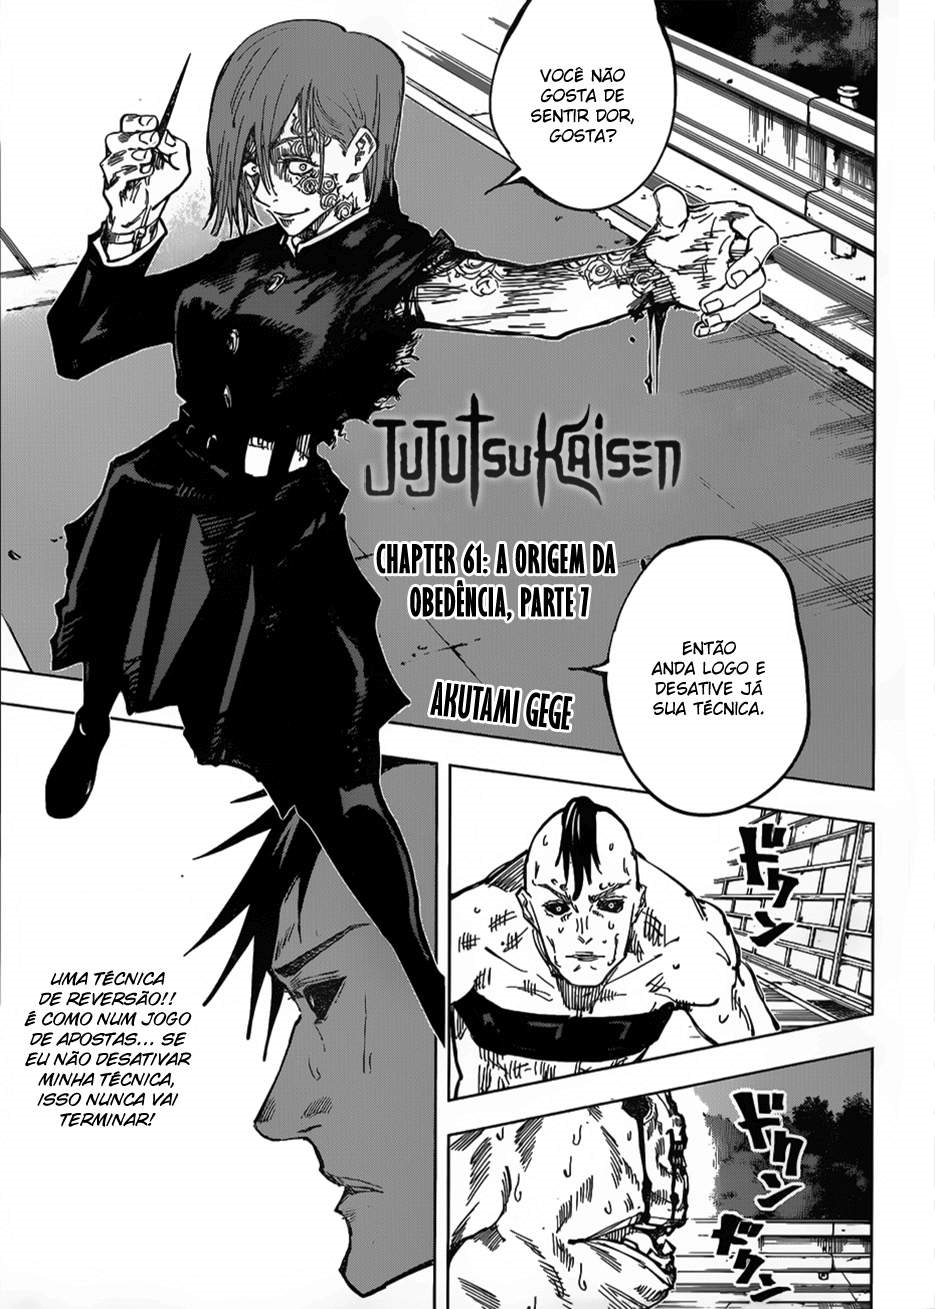 VOCÊ NÃO
GOSTA DE
SENTIR DOR,
GOSTA?
JUJUTSU KAISEN
CHAPTER 61: A ORIGEM DA
OBEDÊNCIA, PARTE 7
AKUTAMI GEGE
ENTÃO
ANDA LOGO E
DESATIVE JÁ
SUA TÉCNICA.
ドクン
ドクン
ドクン
UMA TÉCNICA
DE REVERSÃO!!
É COMO NUM JOGO
DE APOSTAS... SE
EU NÃO DESATIVAR
MINHA TÉCNICA,
ISSO NUNCA VAI
TERMINAR!